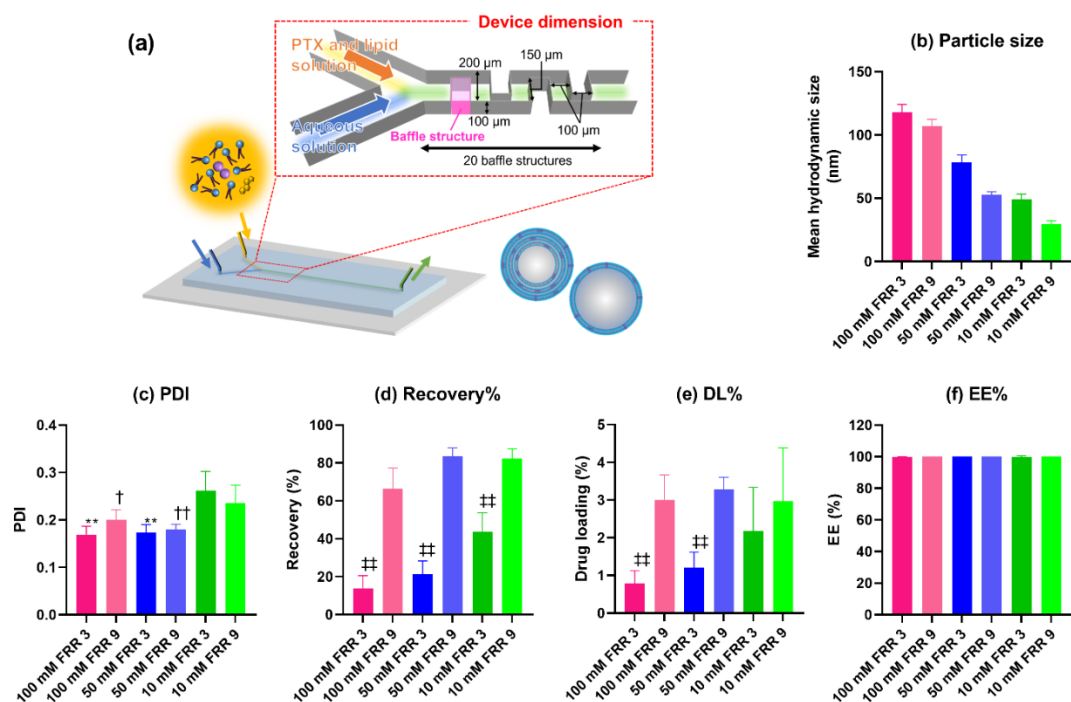 (a)
Device dimension
PTX and lipid
solution
200 μm
150 μm
Aqueous
solution
100 μm
Baffle structure
100 μm
20 baffle structures
(b) Particle size
Mean hydrodynamic size
(nm)
150
100
50
0
100 mM FRR 3
100 mM FRR 9
50 mM FRR 3
50 mM FRR 9
10 mM FRR 3
10 mM FRR 9
(c) PDI
PDI
0.4
0.3
0.2
0.1
0.0
**
†
**
††
100 mM FRR 3
100 mM FRR 9
50 mM FRR 3
50 mM FRR 9
10 mM FRR 3
10 mM FRR 9
(d) Recovery%
Recovery (%)
100
80
60
40
20
0
‡‡
‡‡
‡‡
100 mM FRR 3
100 mM FRR 9
50 mM FRR 3
50 mM FRR 9
10 mM FRR 3
10 mM FRR 9
(e) DL%
Drug loading (%)
5
4
3
2
1
0
‡‡
‡‡
100 mM FRR 3
100 mM FRR 9
50 mM FRR 3
50 mM FRR 9
10 mM FRR 3
10 mM FRR 9
(f) EE%
EE (%)
120
100
80
60
40
20
0
100 mM FRR 3
100 mM FRR 9
50 mM FRR 3
50 mM FRR 9
10 mM FRR 3
10 mM FRR 9